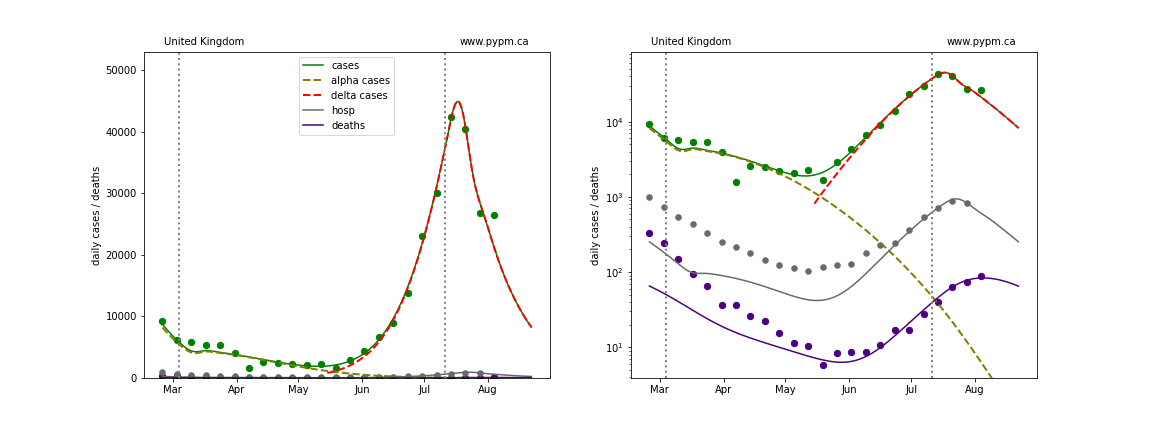 United Kingdom www.pypm.ca
50000
40000
30000
20000
10000
0
daily cases / deaths
cases
alpha cases
delta cases
hosp
deaths
Mar Apr May Jun Jul Aug
United Kingdom www.pypm.ca
10⁴
10³
10²
10¹
daily cases / deaths
Mar Apr May Jun Jul Aug